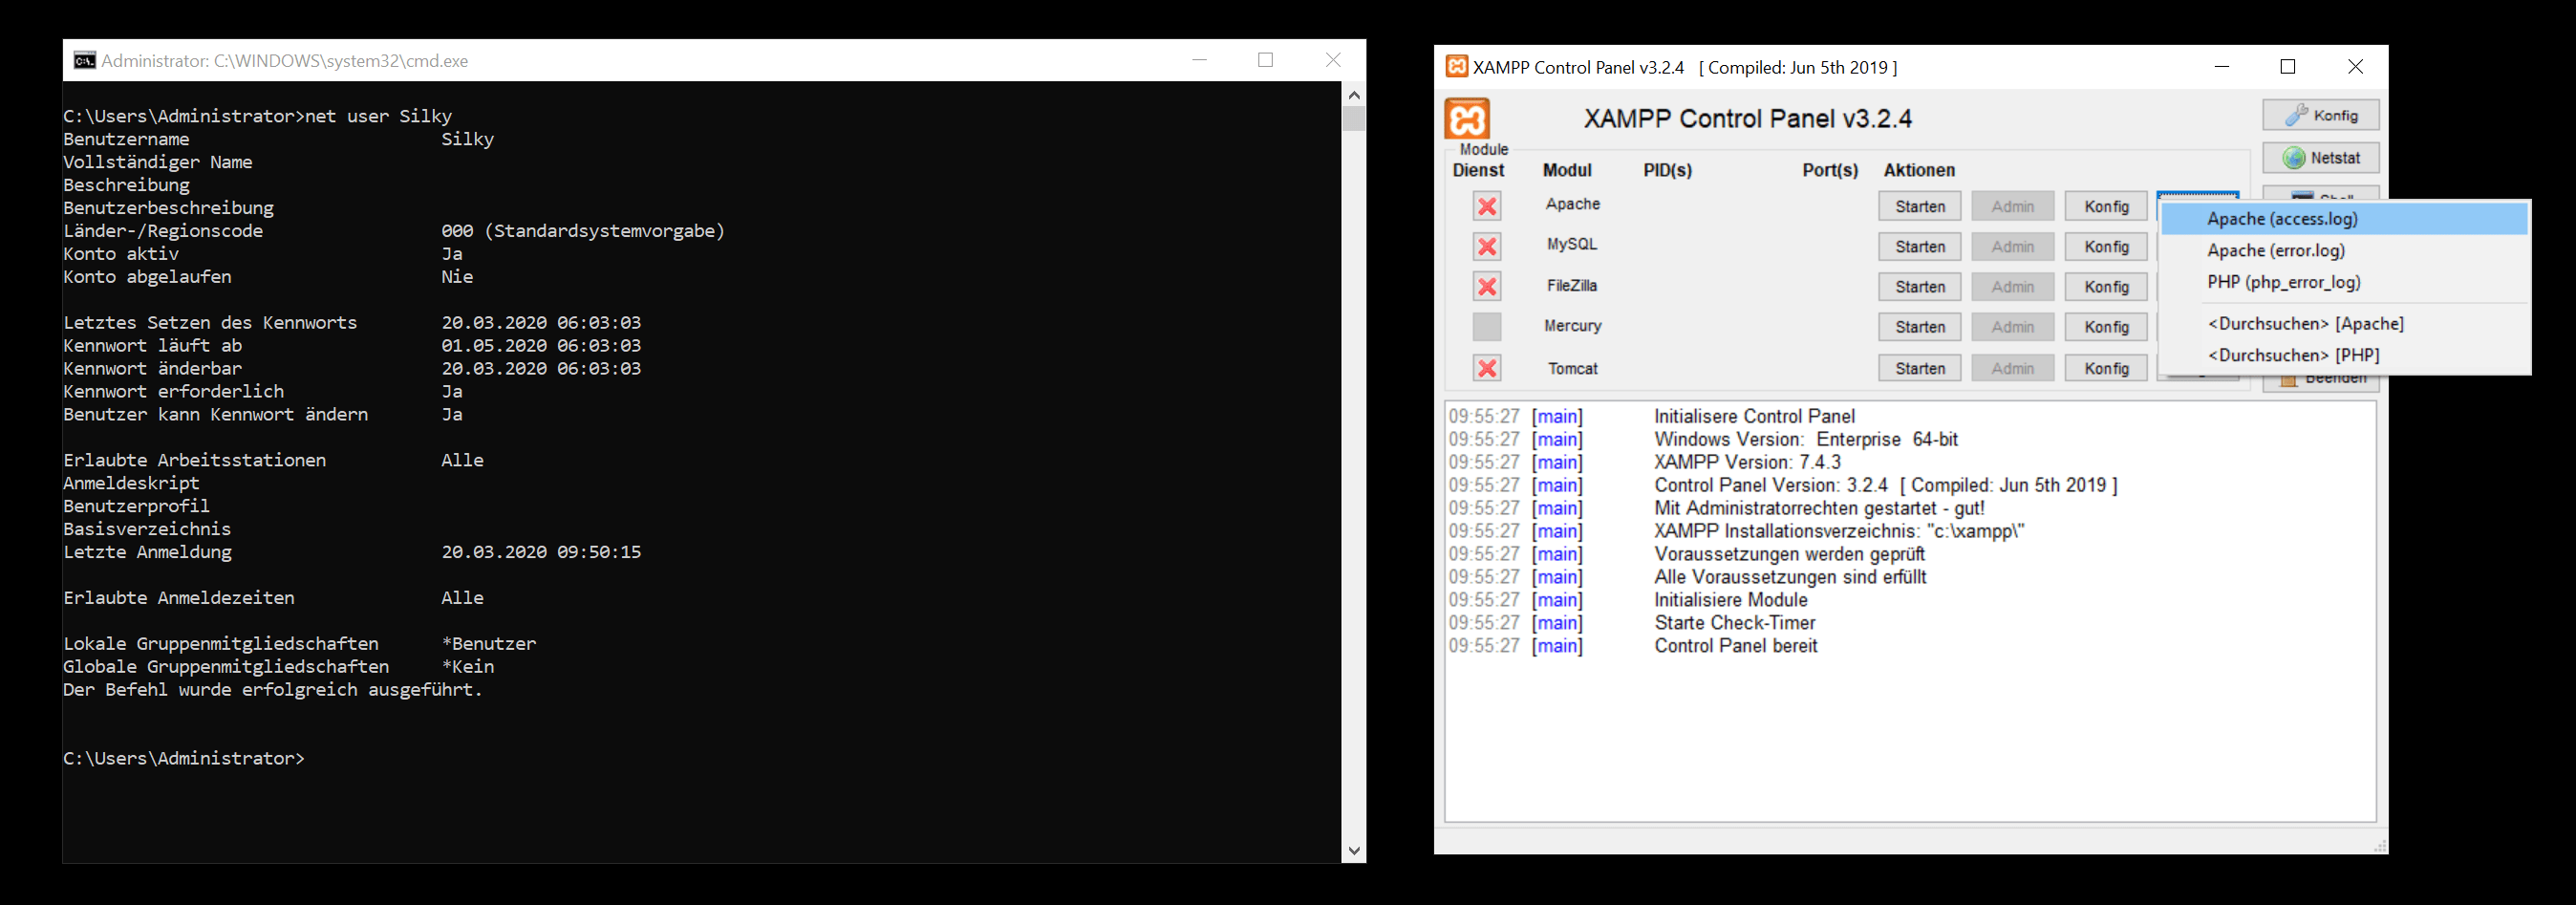 Administrator: C:\WINDOWS\system32\cmd.exe
C:\Users\Administrator>net user Silky
Benutzername Silky
Vollständiger Name
Beschreibung
Benutzerbeschreibung
Länder-/Regionscode 000 (Standardsystemvorgabe)
Konto aktiv Ja
Konto abgelaufen Nie
Letztes Setzen des Kennworts 20.03.2020 06:03:03
Kennwort läuft ab 01.05.2020 06:03:03
Kennwort änderbar 20.03.2020 06:03:03
Kennwort erforderlich Ja
Benutzer kann Kennwort ändern Ja
Erlaubte Arbeitsstationen Alle
Anmeldeskript
Benutzerprofil
Basisverzeichnis
Letzte Anmeldung 20.03.2020 09:50:15
Erlaubte Anmeldezeiten Alle
Lokale Gruppenmitgliedschaften *Benutzer
Globale Gruppenmitgliedschaften *Kein
Der Befehl wurde erfolgreich ausgeführt.
C:\Users\Administrator>
XAMPP Control Panel v3.2.4 [ Compiled: Jun 5th 2019 ]
XAMPP Control Panel v3.2.4
Konfig
Netstat
Shell
Beenden
Module
Dienst Modul PID(s) Port(s) Aktionen
Apache Starten Admin Konfig
MySQL Starten Admin Konfig
FileZilla Starten Admin Konfig
Mercury Starten Admin Konfig
Tomcat Starten Admin Konfig
Apache (access.log)
Apache (error.log)
PHP (php_error_log)
<Durchsuchen> [Apache]
<Durchsuchen> [PHP]
09:55:27 [main] Initialisere Control Panel
09:55:27 [main] Windows Version: Enterprise 64-bit
09:55:27 [main] XAMPP Version: 7.4.3
09:55:27 [main] Control Panel Version: 3.2.4 [ Compiled: Jun 5th 2019 ]
09:55:27 [main] Mit Administratorrechten gestartet - gut!
09:55:27 [main] XAMPP Installationsverzeichnis: "c:\xampp\"
09:55:27 [main] Voraussetzungen werden geprüft
09:55:27 [main] Alle Voraussetzungen sind erfüllt
09:55:27 [main] Initialisiere Module
09:55:27 [main] Starte Check-Timer
09:55:27 [main] Control Panel bereit